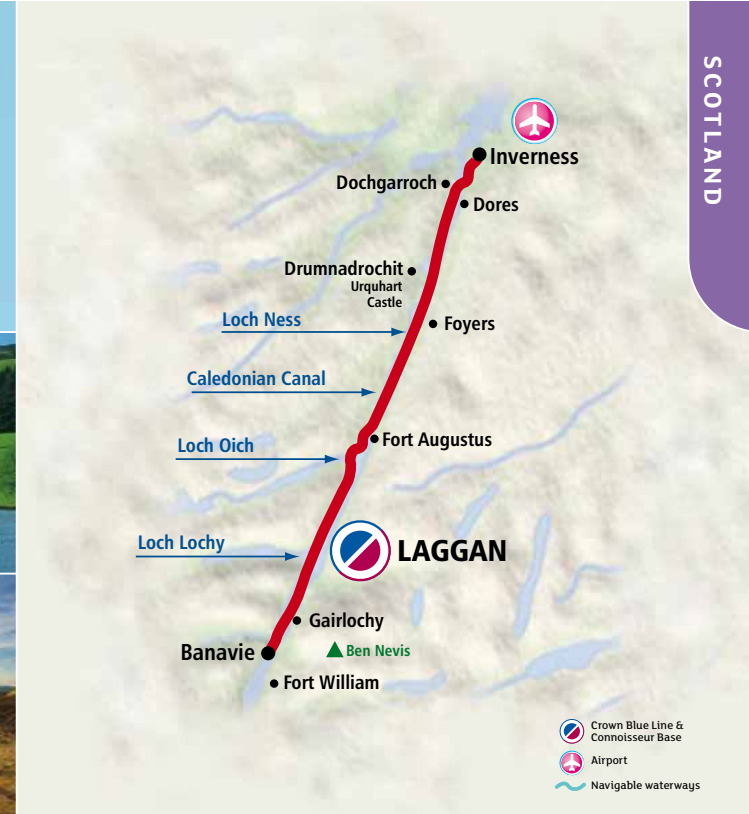 SCOTLAND
Inverness
Dochgarroch
Dores
Drumnadrochit
Urquhart
Castle
Loch Ness
Foyers
Caledonian Canal
Fort Augustus
Loch Oich
Loch Lochy
LAGGAN
Gairlochy
Banavie
Ben Nevis
Fort William
Crown Blue Line &
Connoisseur Base
Airport
Navigable waterways